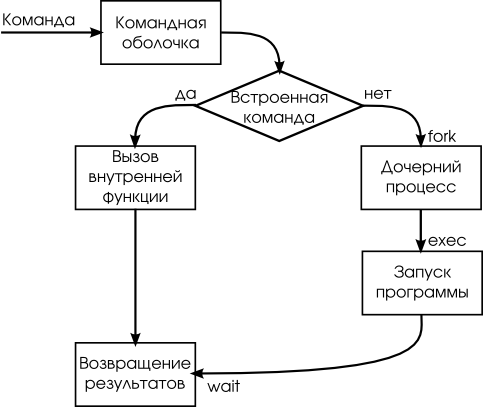 Команда
Командная
оболочка
да
Встроенная
команда
нет
fork
Вызов
внутренней
функции
Дочерний
процесс
exec
Запуск
программы
Возвращение
результатов
wait